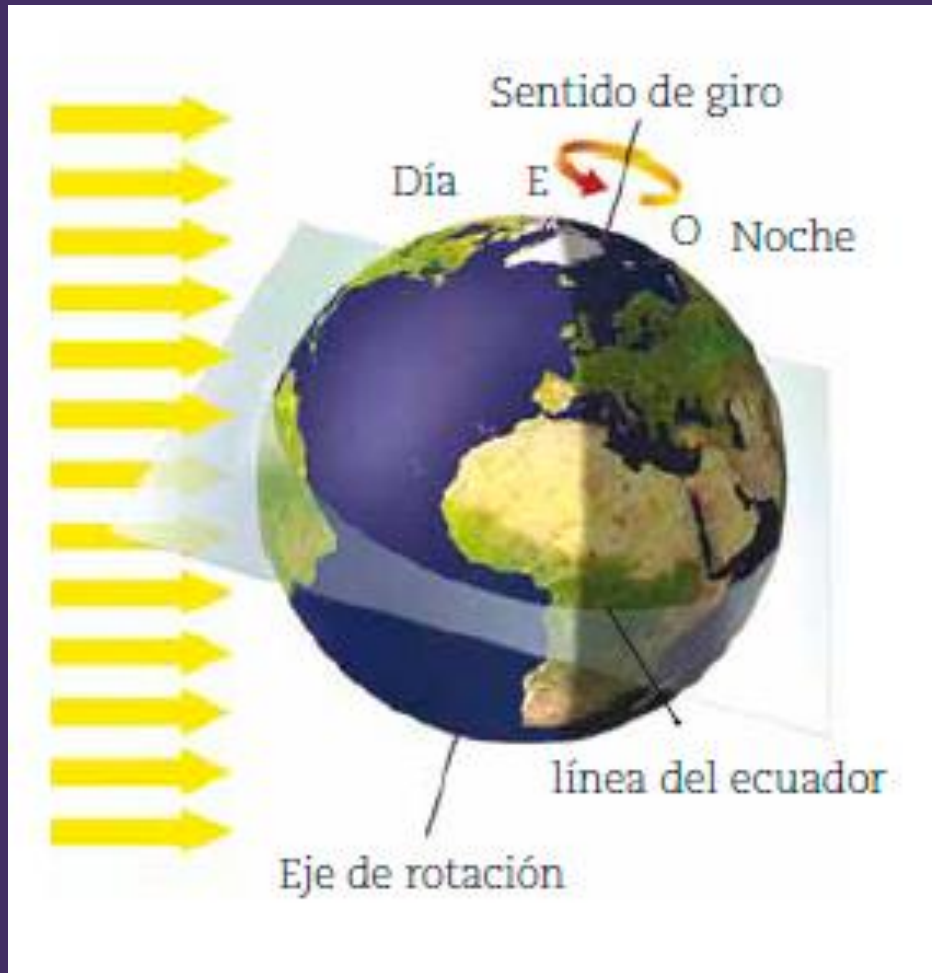 Sentido de giro
Día
E
O
Noche
línea del ecuador
Eje de rotación